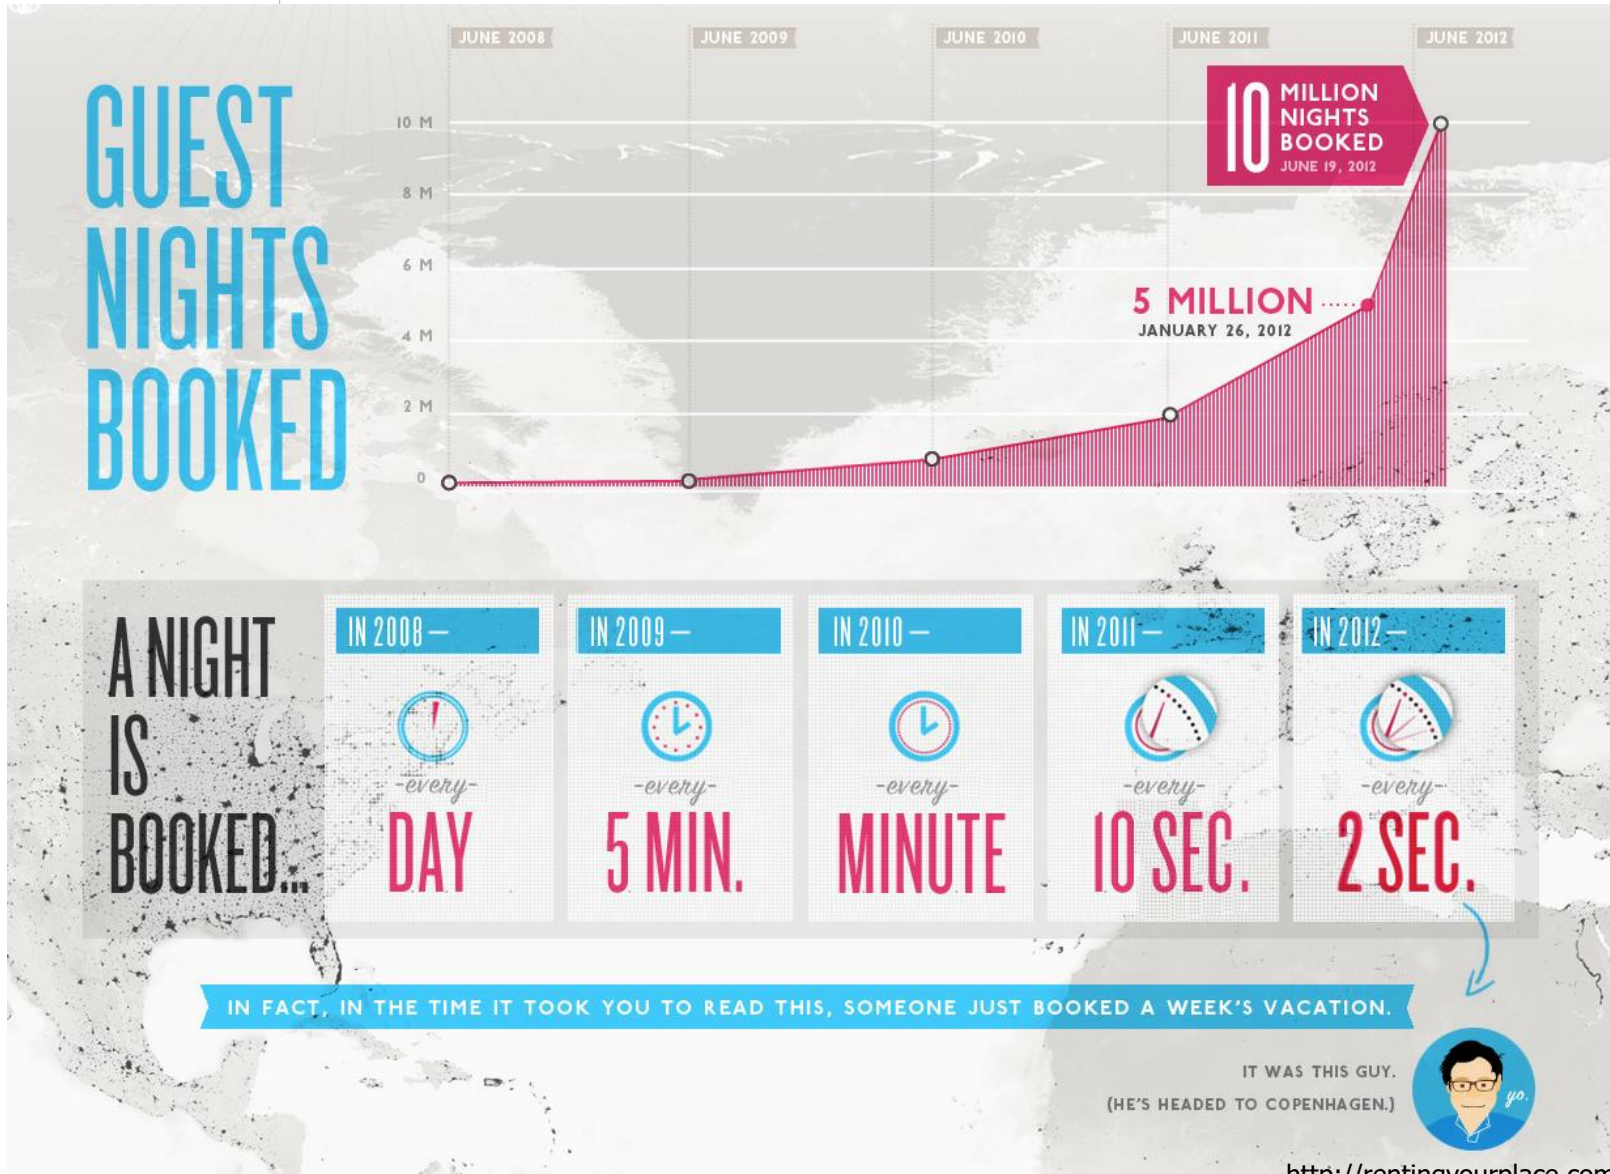 JUNE 2008
JUNE 2009
JUNE 2010
JUNE 2011
JUNE 2012
GUEST
NIGHTS
BOOKED
10 M
8 M
6 M
4 M
2 M
0
10 MILLION
NIGHTS
BOOKED
JUNE 19, 2012
5 MILLION
JANUARY 26, 2012
A NIGHT
IS
BOOKED...
IN 2008 —
-every-
DAY
IN 2009 —
-every-
5 MIN.
IN 2010 —
-every-
MINUTE
IN 2011 —
-every-
10 SEC.
IN 2012 —
-every-
2 SEC.
IN FACT, IN THE TIME IT TOOK YOU TO READ THIS, SOMEONE JUST BOOKED A WEEK'S VACATION.
IT WAS THIS GUY.
(HE'S HEADED TO COPENHAGEN.)
yo.
http://rentingyourplace.com